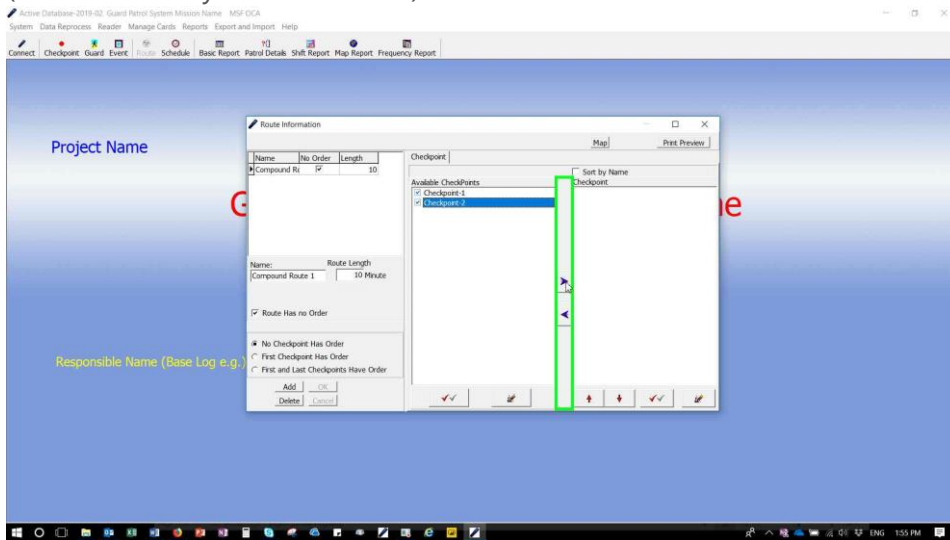 Active Database-2019-02 Guard Patrol System Mission Name MSF OCA
System Data Reprocess Reader Manage Cards Reports Export and Import Help
Connect Checkpoint Guard Event Route Schedule Basic Report Patrol Details Shift Report Map Report Frequency Report
Project Name
Responsible Name (Base Log e.g.)
Route Information
Map Print Preview
Name No Order Length
Compound Ro 10
Checkpoint
Sort by Name
Available CheckPoints
Checkpoint
Checkpoint-1
Checkpoint-2
Name: Route Length
Compound Route 1 10 Minute
Route Has no Order
No Checkpoint Has Order
First Checkpoint Has Order
First and Last Checkpoints Have Order
Add OK
Delete Cancel
ENG 1:55 PM